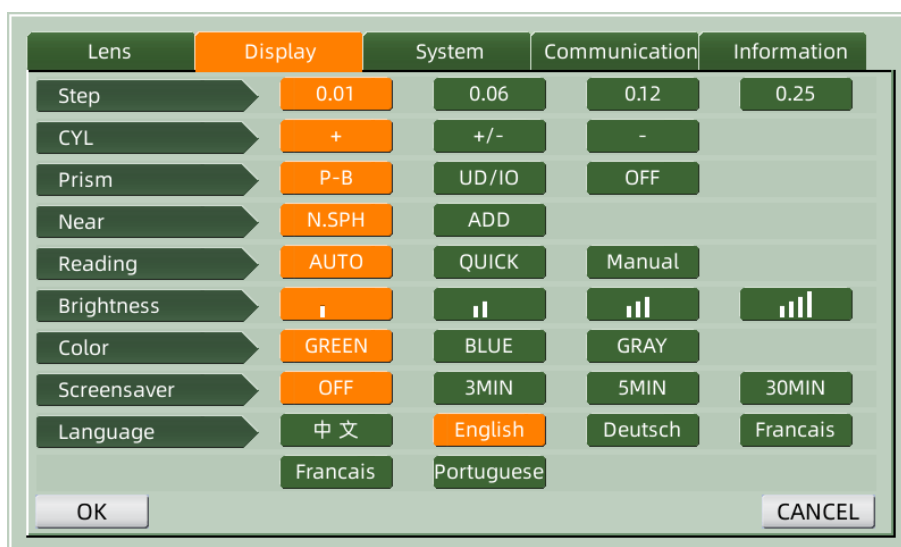 Lens Display System Communication Information
Step 0.01 0.06 0.12 0.25
CYL + +/- -
Prism P-B UD/IO OFF
Near N.SPH ADD
Reading AUTO QUICK Manual
Brightness
Color GREEN BLUE GRAY
Screensaver OFF 3MIN 5MIN 30MIN
Language 中文 English Deutsch Francais
Francais Portuguese
OK CANCEL